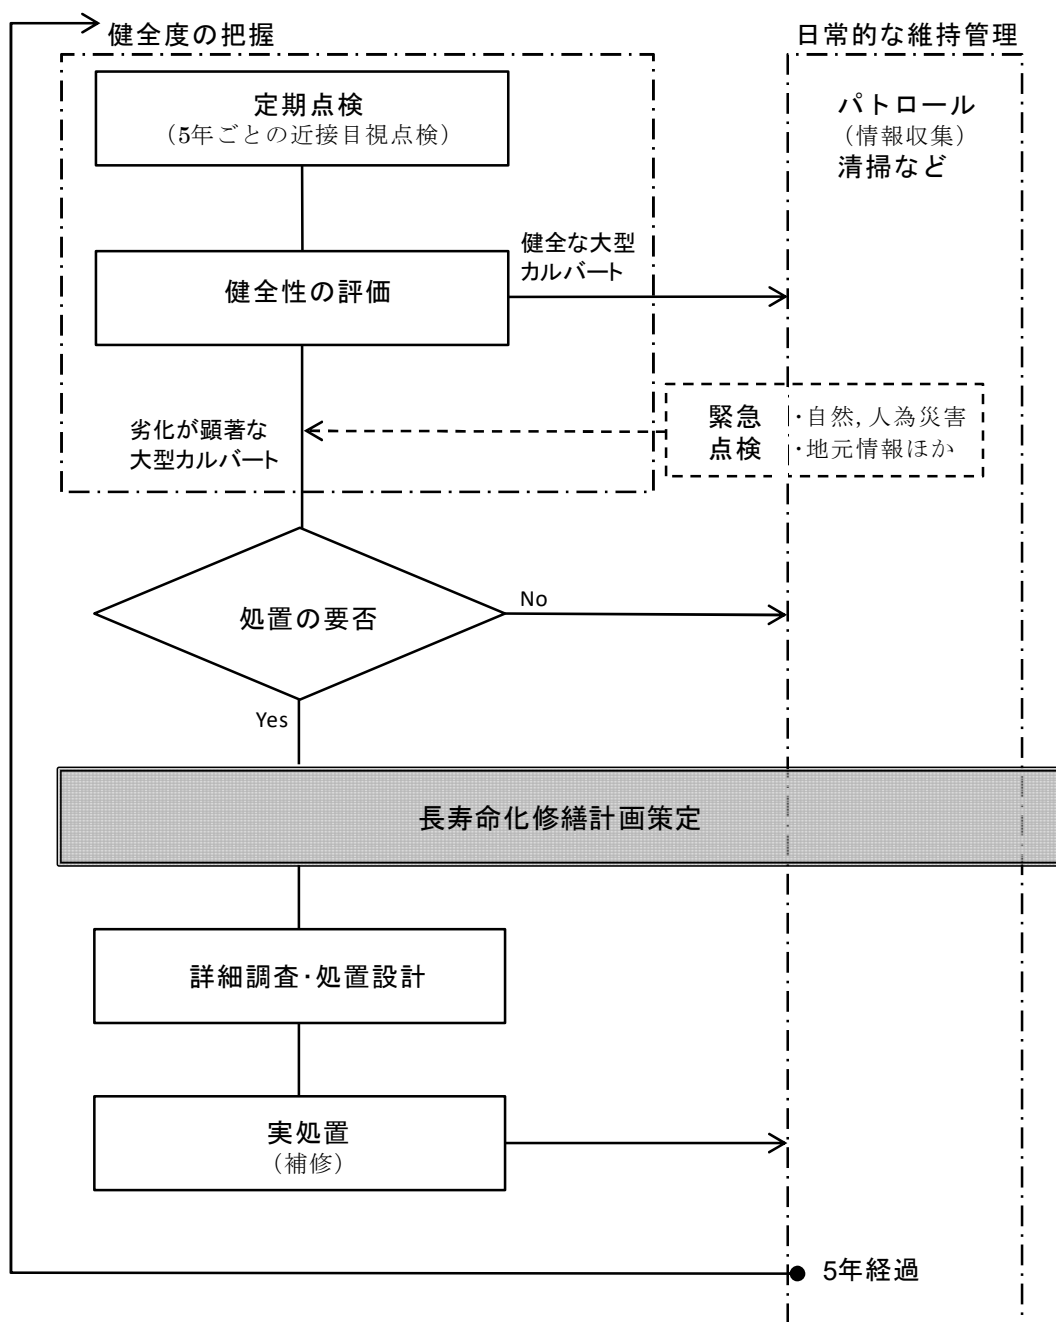 健全度の把握
日常的な維持管理
定期点検
（5年ごとの近接目視点検）
パトロール
（情報収集）
清掃など
健全性の評価
健全な大型
カルバート
劣化が顕著な
大型カルバート
緊急
点検
・自然，人為災害
・地元情報ほか
処置の要否
No
Yes
長寿命化修繕計画策定
詳細調査・処置設計
実処置
（補修）
5年経過